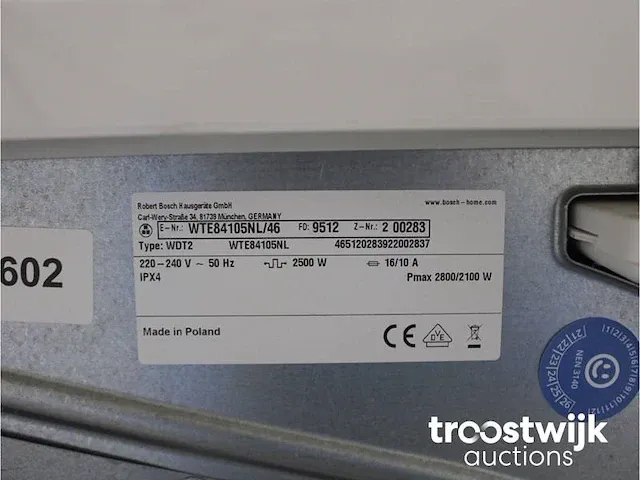 Robert Bosch Hausgeräte GmbH
Carl-Wery-Straße 34, 81739 München, GERMANY
www.bosch-home.com
E-Nr.: WTE84105NL/46 FD: 9512 Z-Nr.: 2 00283
Type: WDT2 WTE84105NL 465120283922002837
220-240 V ~ 50 Hz 2500 W 16/10 A
IPX4 Pmax 2800/2100 W
Made in Poland
CE
DVE
602
NEN 3140
troostwijk
auctions